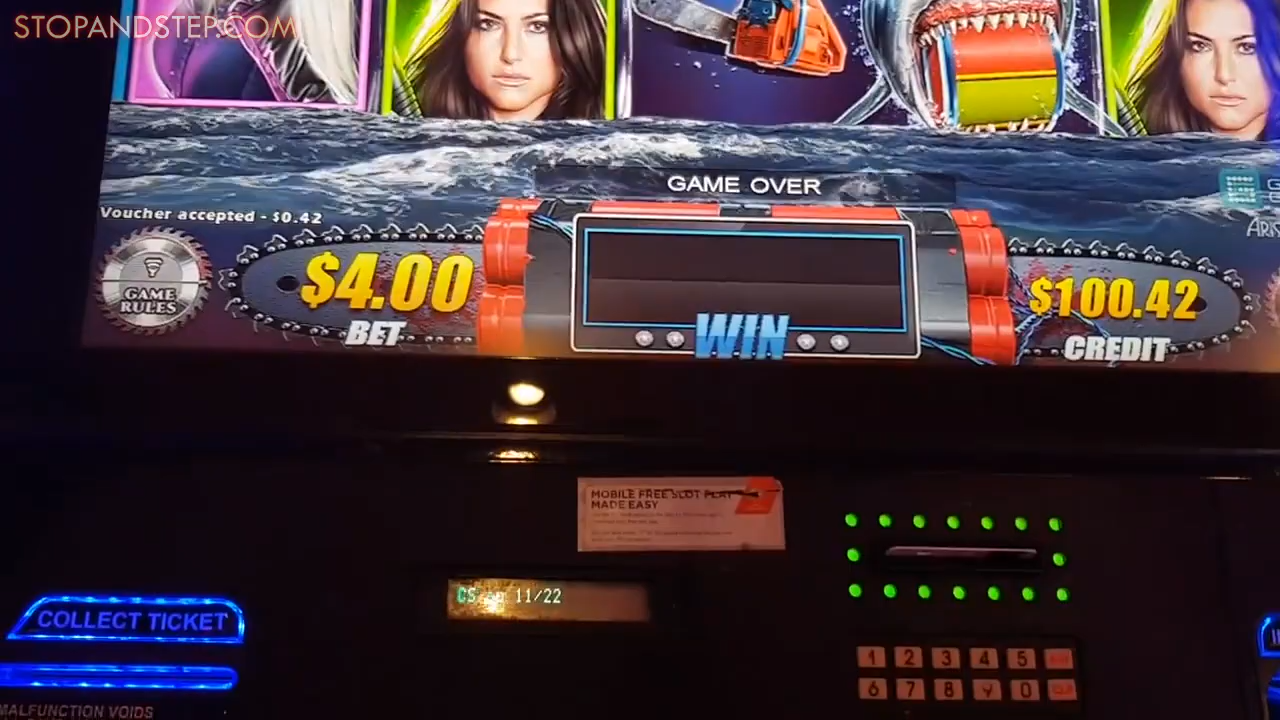 STOPANDSTEP.COM
GAME OVER
Voucher accepted - $0.42
GAME
RULES
$4.00
BET
WIN
$100.42
CREDIT
MOBILE FREE SLOT PLAY
MADE EASY
CS 11/22
COLLECT TICKET
1 2 3 4 5
6 7 8 9 0
MALFUNCTION VOIDS